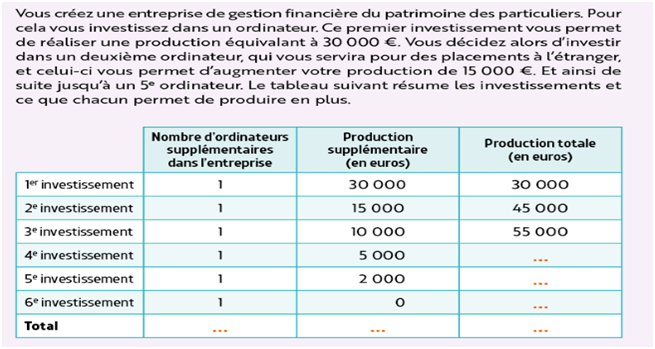 Vous créez une entreprise de gestion financière du patrimoine des particuliers. Pour
cela vous investissez dans un ordinateur. Ce premier investissement vous permet
de réaliser une production équivalant à 30 000 €. Vous décidez alors d'investir
dans un deuxième ordinateur, qui vous servira pour des placements à l'étranger,
et celui-ci vous permet d'augmenter votre production de 15 000 €. Et ainsi de
suite jusqu'à un 5e ordinateur. Le tableau suivant résume les investissements et
ce que chacun permet de produire en plus.
Nombre d'ordinateurs supplémentaires dans l'entreprise Production supplémentaire (en euros) Production totale (en euros)
1er investissement 1 30 000 30 000
2e investissement 1 15 000 45 000
3e investissement 1 10 000 55 000
4e investissement 1 5 000 ...
5e investissement 1 2 000 ...
6e investissement 1 0 ...
Total ... ... ...